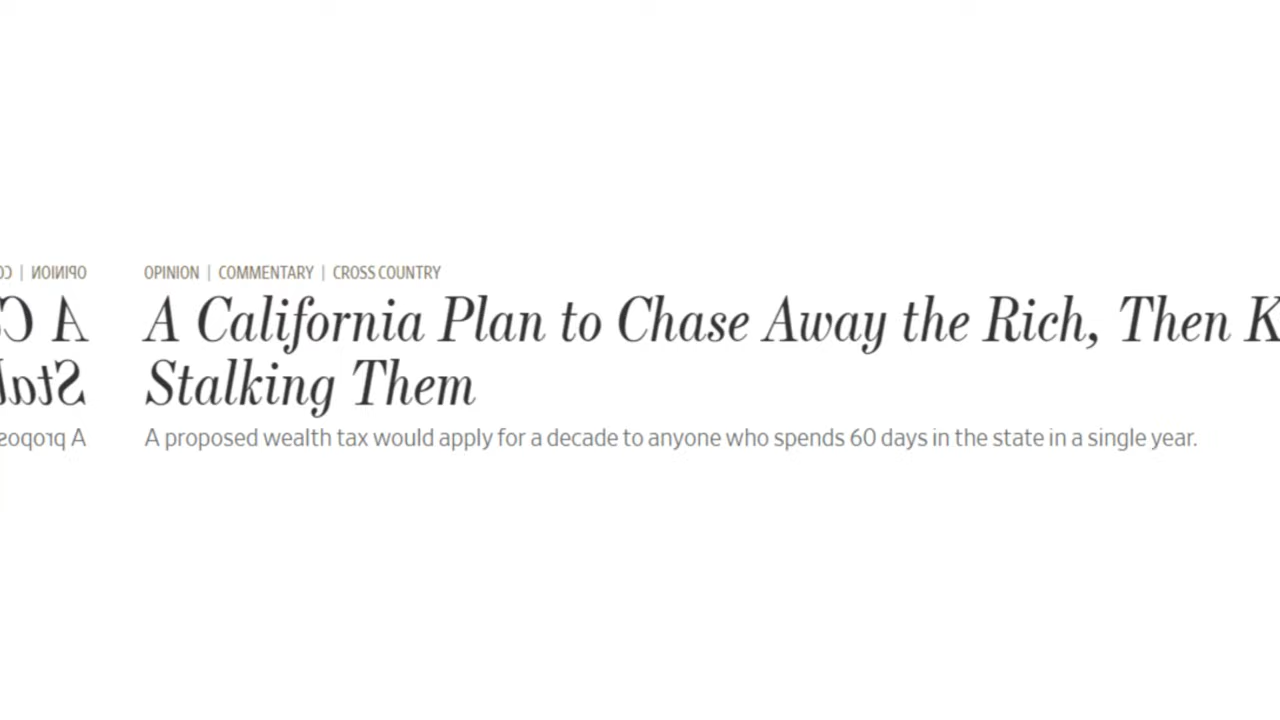 OPINION | COMMENTARY | CROSS COUNTRY
A California Plan to Chase Away the Rich, Then K
Stalking Them
A proposed wealth tax would apply for a decade to anyone who spends 60 days in the state in a single year.